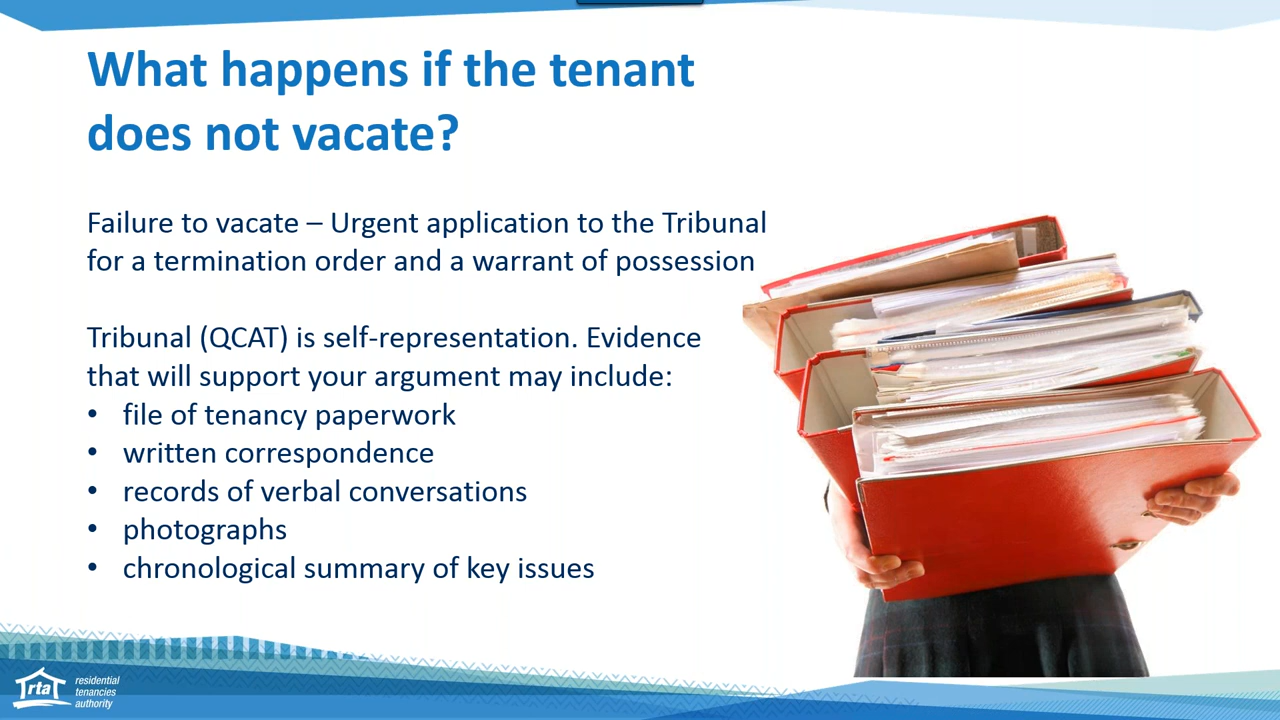 What happens if the tenant
does not vacate?
Failure to vacate – Urgent application to the Tribunal
for a termination order and a warrant of possession
Tribunal (QCAT) is self-representation. Evidence
that will support your argument may include:
• file of tenancy paperwork
• written correspondence
• records of verbal conversations
• photographs
• chronological summary of key issues
rta
residential
tenancies
authority